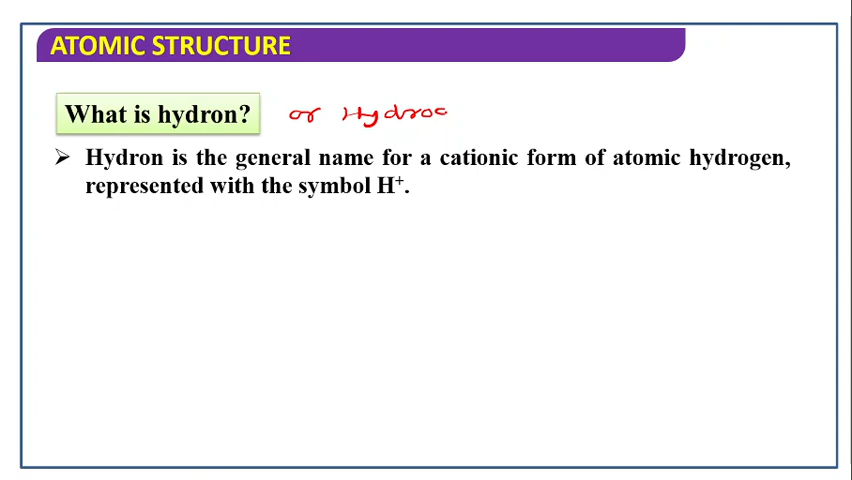 ATOMIC STRUCTURE
What is hydron? or Hydroc
➢ Hydron is the general name for a cationic form of atomic hydrogen,
represented with the symbol H⁺.